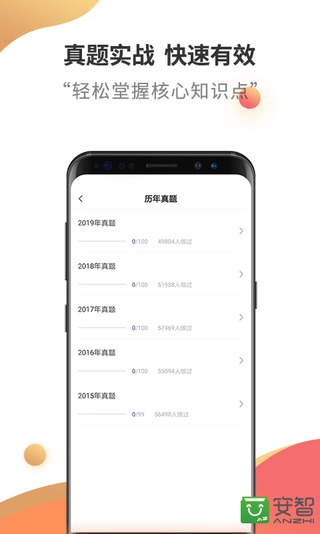 真题实战 快速有效
“轻松堂握核心知识点”
历年真题
2019年真题
0/100 49804人做过
2018年真题
0/100 51938人做过
2017年真题
0/100 57469人做过
2016年真题
0/100 55094人做过
2015年真题
0/99 56490人做过
安智
ANZHI